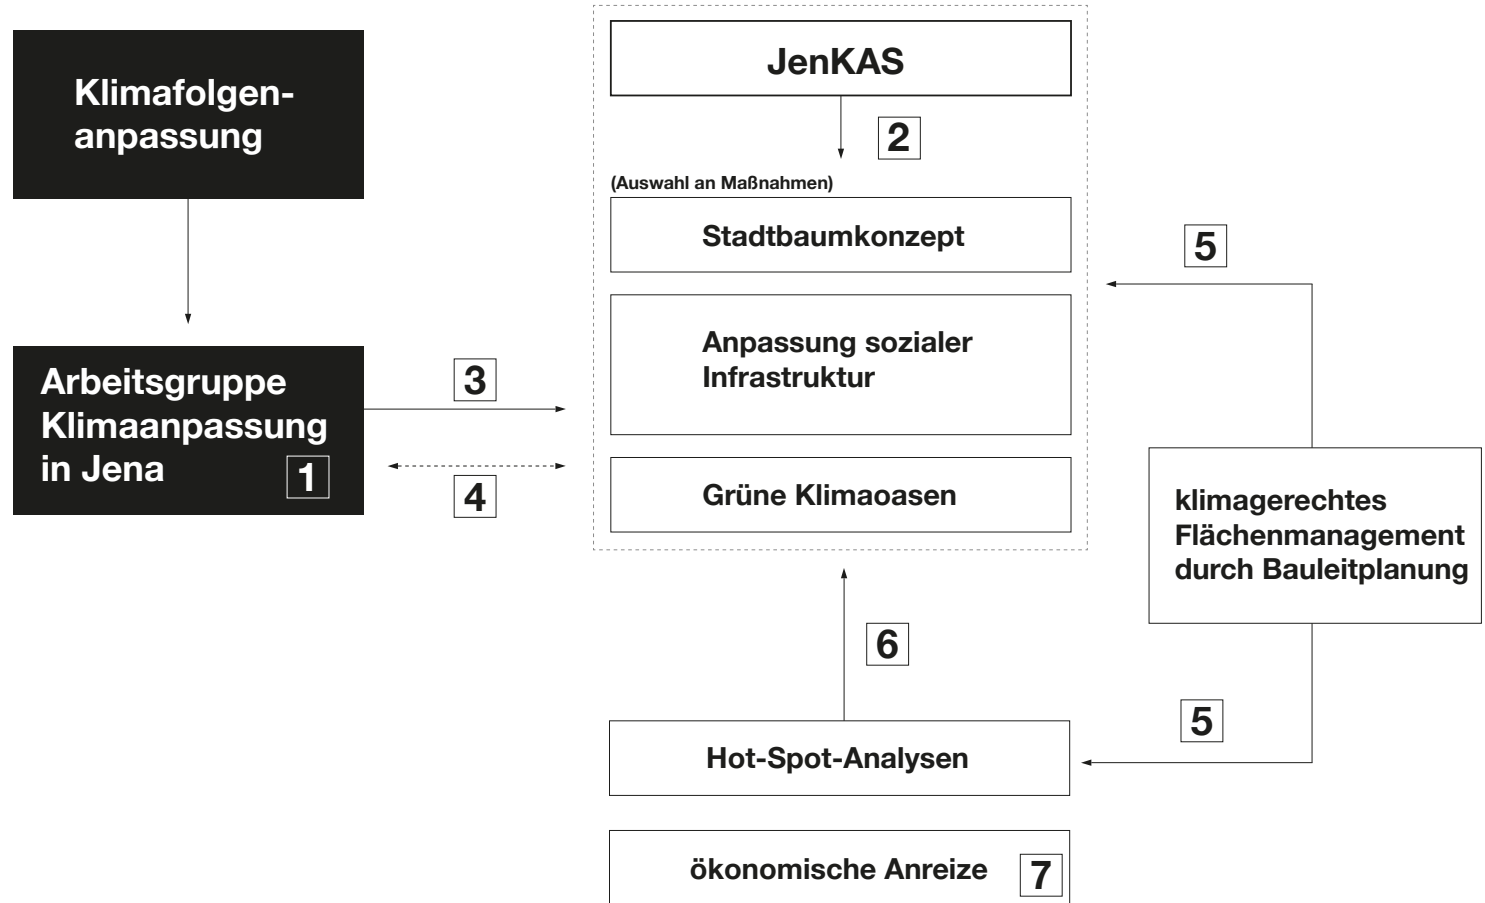 Klimafolgen-
anpassung
JenKAS
2
(Auswahl an Maßnahmen)
Stadtbaumkonzept
5
Anpassung sozialer
Infrastruktur
Arbeitsgruppe
Klimaanpassung
in Jena
1
3
4
Grüne Klimaoasen
klimagerechtes
Flächenmanagement
durch Bauleitplanung
6
5
Hot-Spot-Analysen
ökonomische Anreize
7